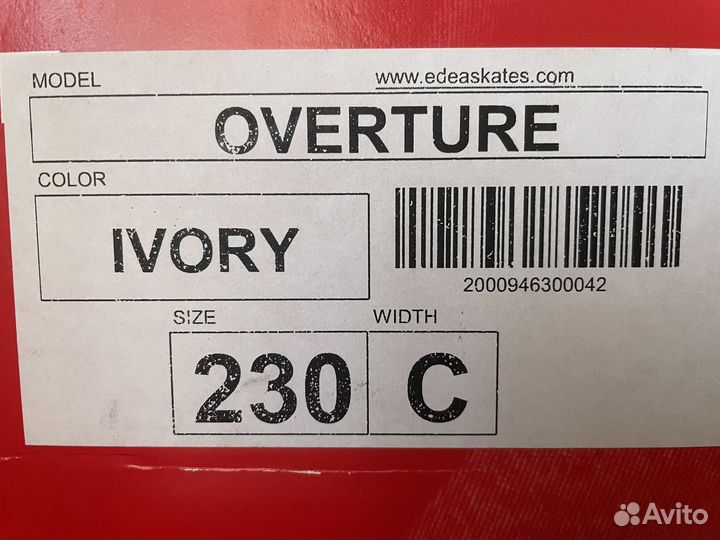 MODEL
www.edeaskates.com
OVERTURE
COLOR
IVORY
2000946300042
SIZE
WIDTH
230
C
Avito